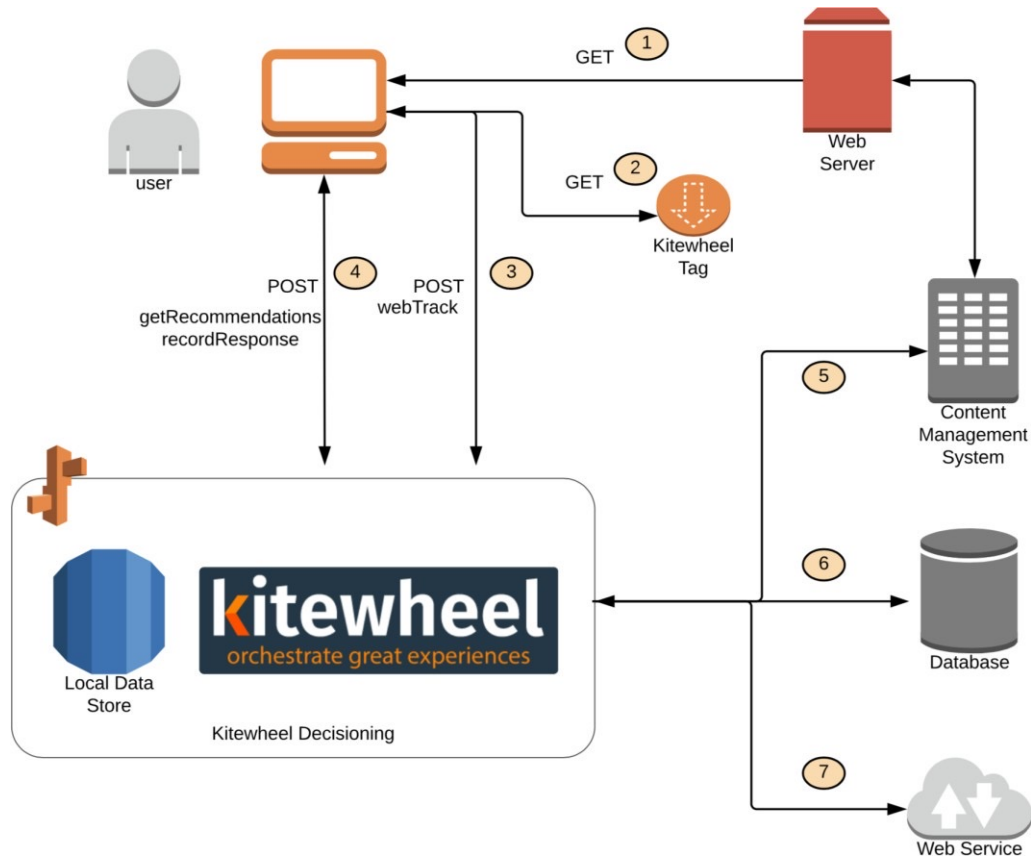 1
GET
Web
Server
user
2
GET
Kitewheel
Tag
4
3
POST
getRecommendations
recordResponse
POST
webTrack
5
Content
Management
System
kitewheel
orchestrate great experiences
Local Data
Store
Kitewheel Decisioning
6
Database
7
Web Service